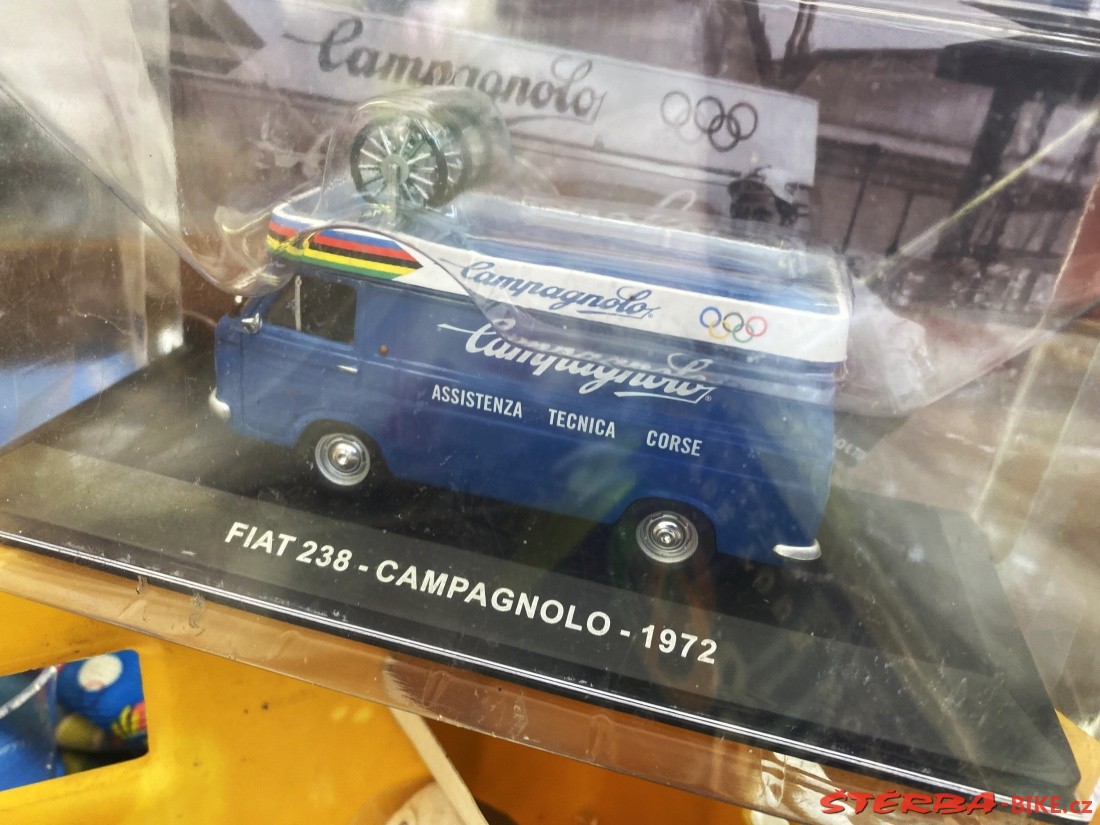 Campagnolo
Campagnolo
Campagnolo®
ASSISTENZA TECNICA CORSE
FIAT 238 - CAMPAGNOLO - 1972
ŠTĚRBA-BIKE.cz